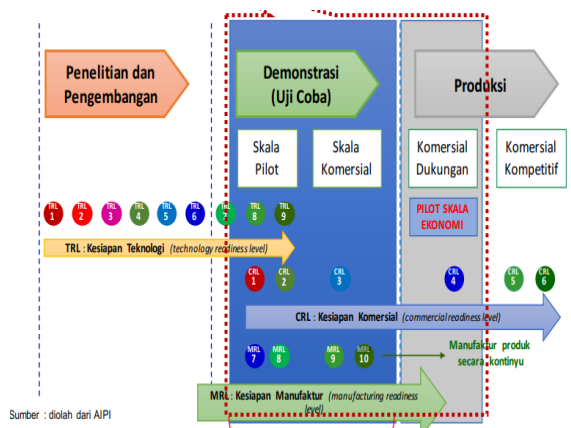 Penelitian dan
Pengembangan
Demonstrasi
(Uji Coba)
Produksi
Skala
Pilot
Skala
Komersial
Komersial
Dukungan
Komersial
Kompetitif
PILOT SKALA
EKONOMI
TRL 1
TRL 2
TRL 3
TRL 4
TRL 5
TRL 6
TRL 7
TRL 8
TRL 9
TRL : Kesiapan Teknologi (technology readiness level)
CRL 1
CRL 2
CRL 3
CRL 4
CRL 5
CRL 6
CRL : Kesiapan Komersial (commercial readiness level)
MRL 7
MRL 8
MRL 9
MRL 10
Manufaktur produk
secara kontinyu
MRL : Kesiapan Manufaktur (manufacturing readiness
level)
Sumber : diolah dari AIPI